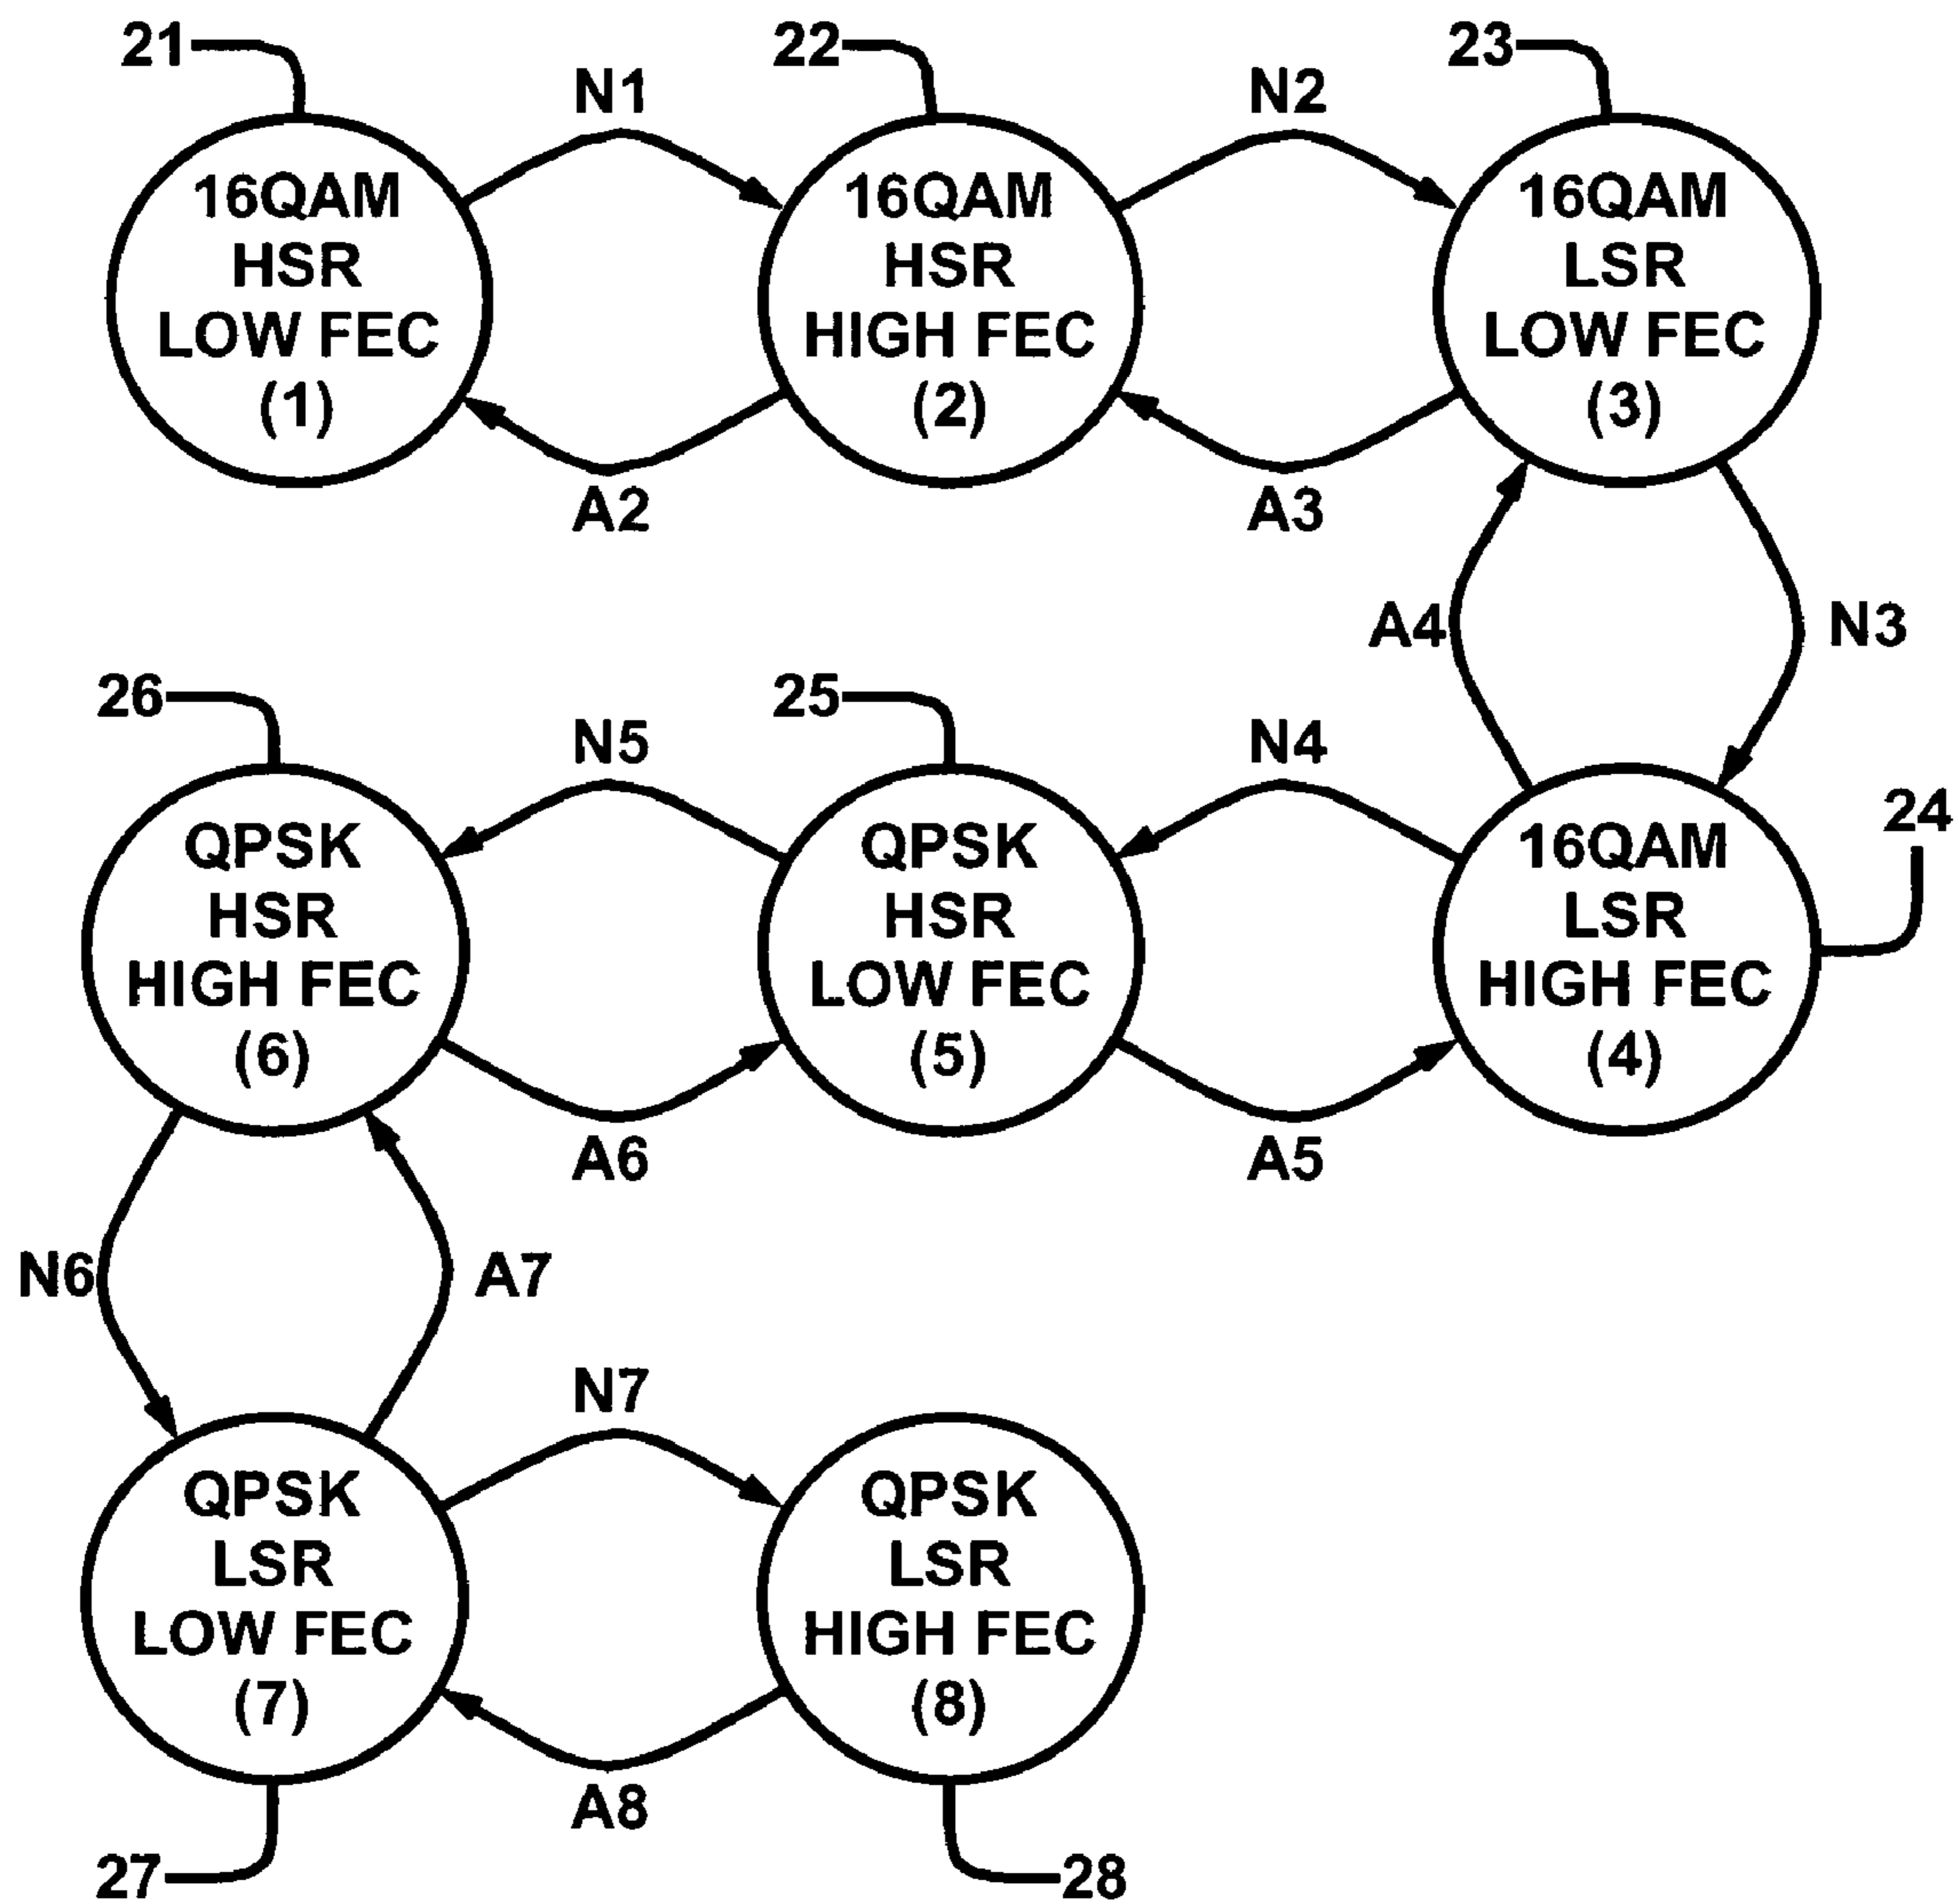 21
22
23
N1
N2
16QAM
HSR
LOW FEC
(1)
16QAM
HSR
HIGH FEC
(2)
16QAM
LSR
LOW FEC
(3)
A2
A3
A4
N3
26
25
N5
N4
24
QPSK
HSR
HIGH FEC
(6)
QPSK
HSR
LOW FEC
(5)
16QAM
LSR
HIGH FEC
(4)
A6
A5
N6
A7
N7
QPSK
LSR
LOW FEC
(7)
QPSK
LSR
HIGH FEC
(8)
A8
27
28